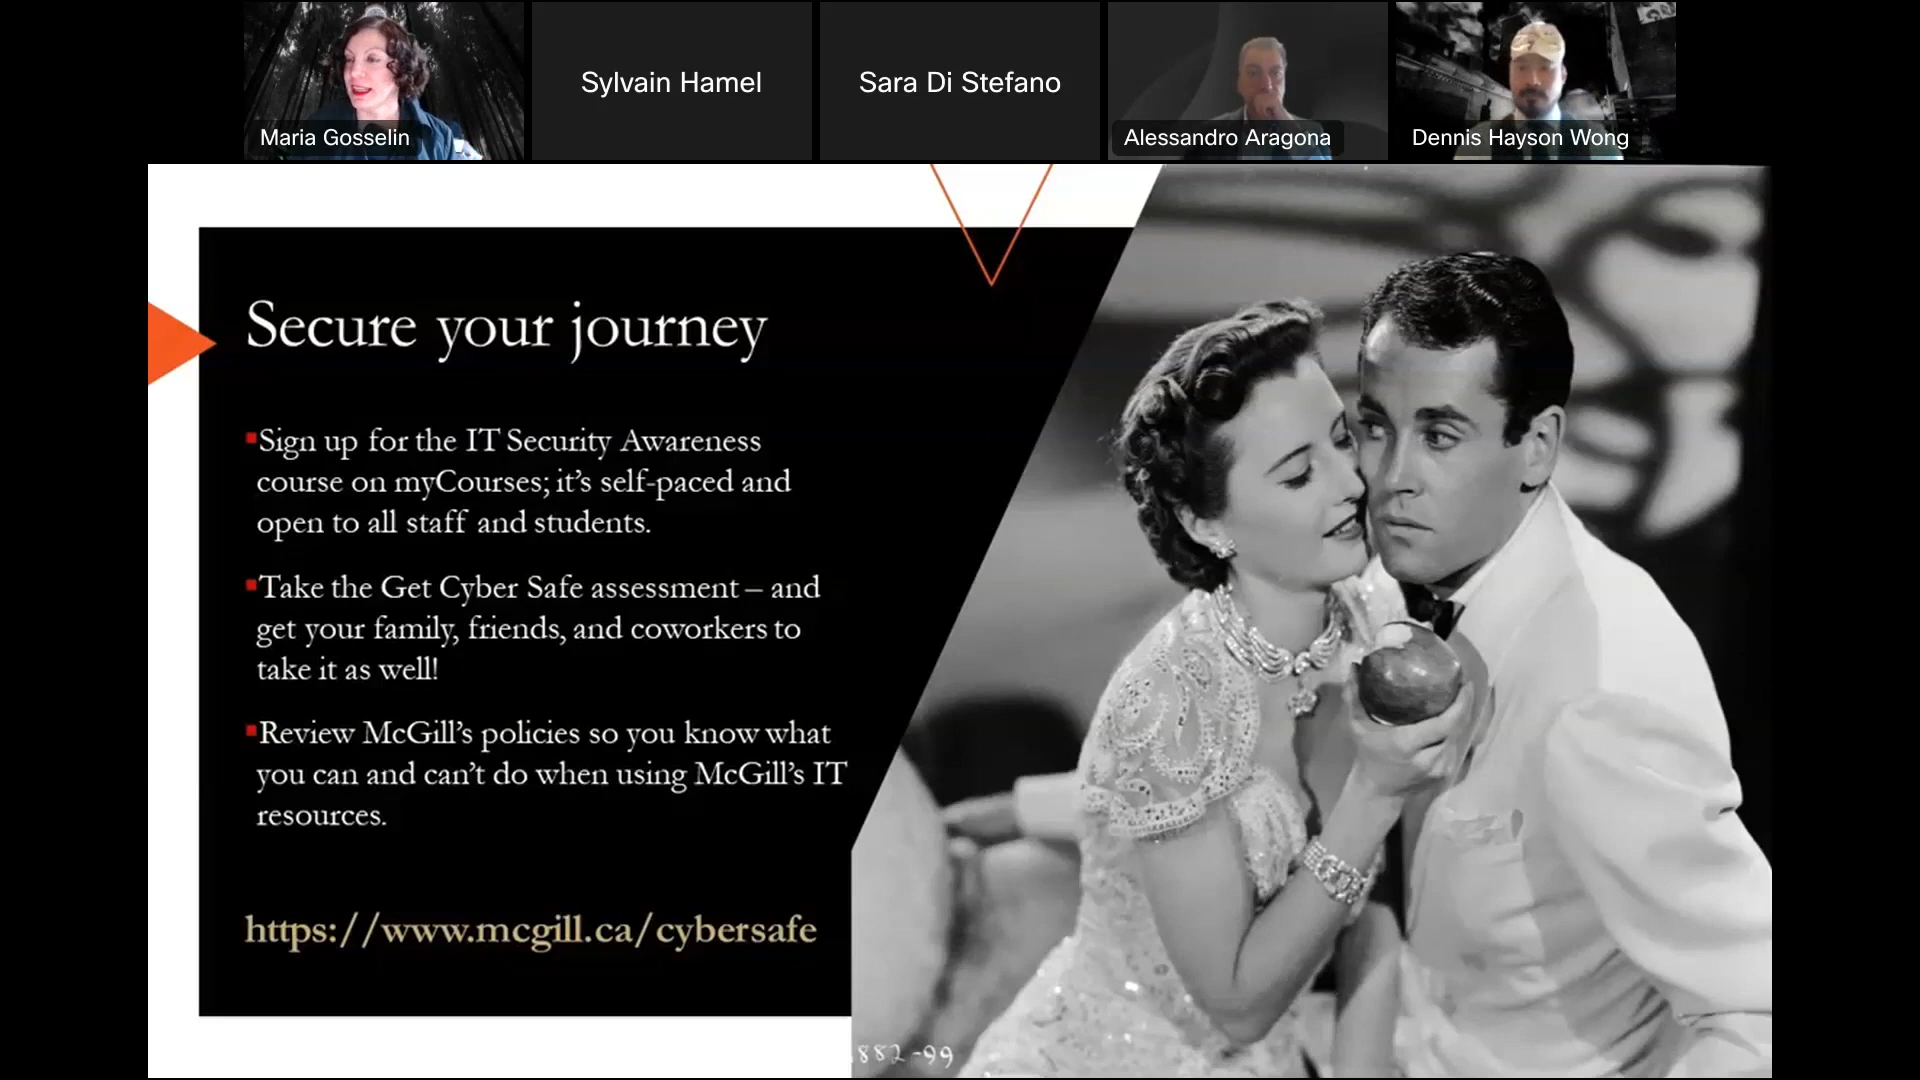 Maria Gosselin
Sylvain Hamel
Sara Di Stefano
Alessandro Aragona
Dennis Hayson Wong
Secure your journey
Sign up for the IT Security Awareness
course on myCourses; it’s self-paced and
open to all staff and students.
Take the Get Cyber Safe assessment – and
get your family, friends, and coworkers to
take it as well!
Review McGill’s policies so you know what
you can and can’t do when using McGill’s IT
resources.
https://www.mcgill.ca/cybersafe
882-99